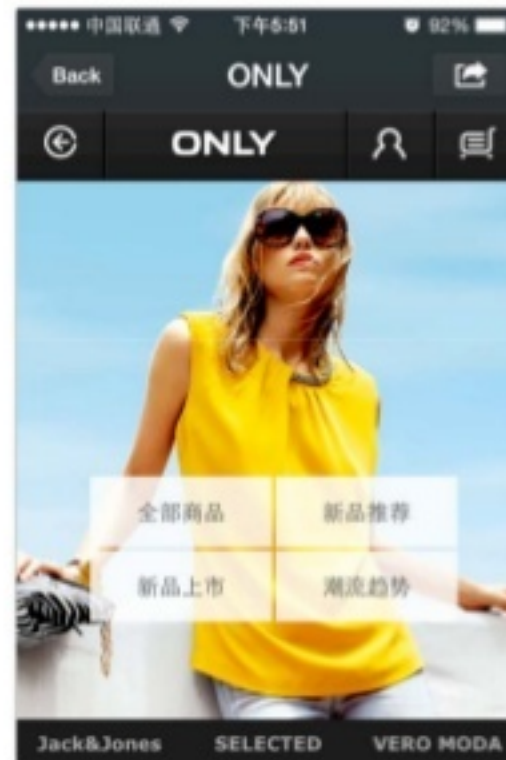 中国联通 下午5:51 92%
Back ONLY
ONLY
全部商品 新品推荐
新品上市 潮流趋势
Jack&Jones SELECTED VERO MODA